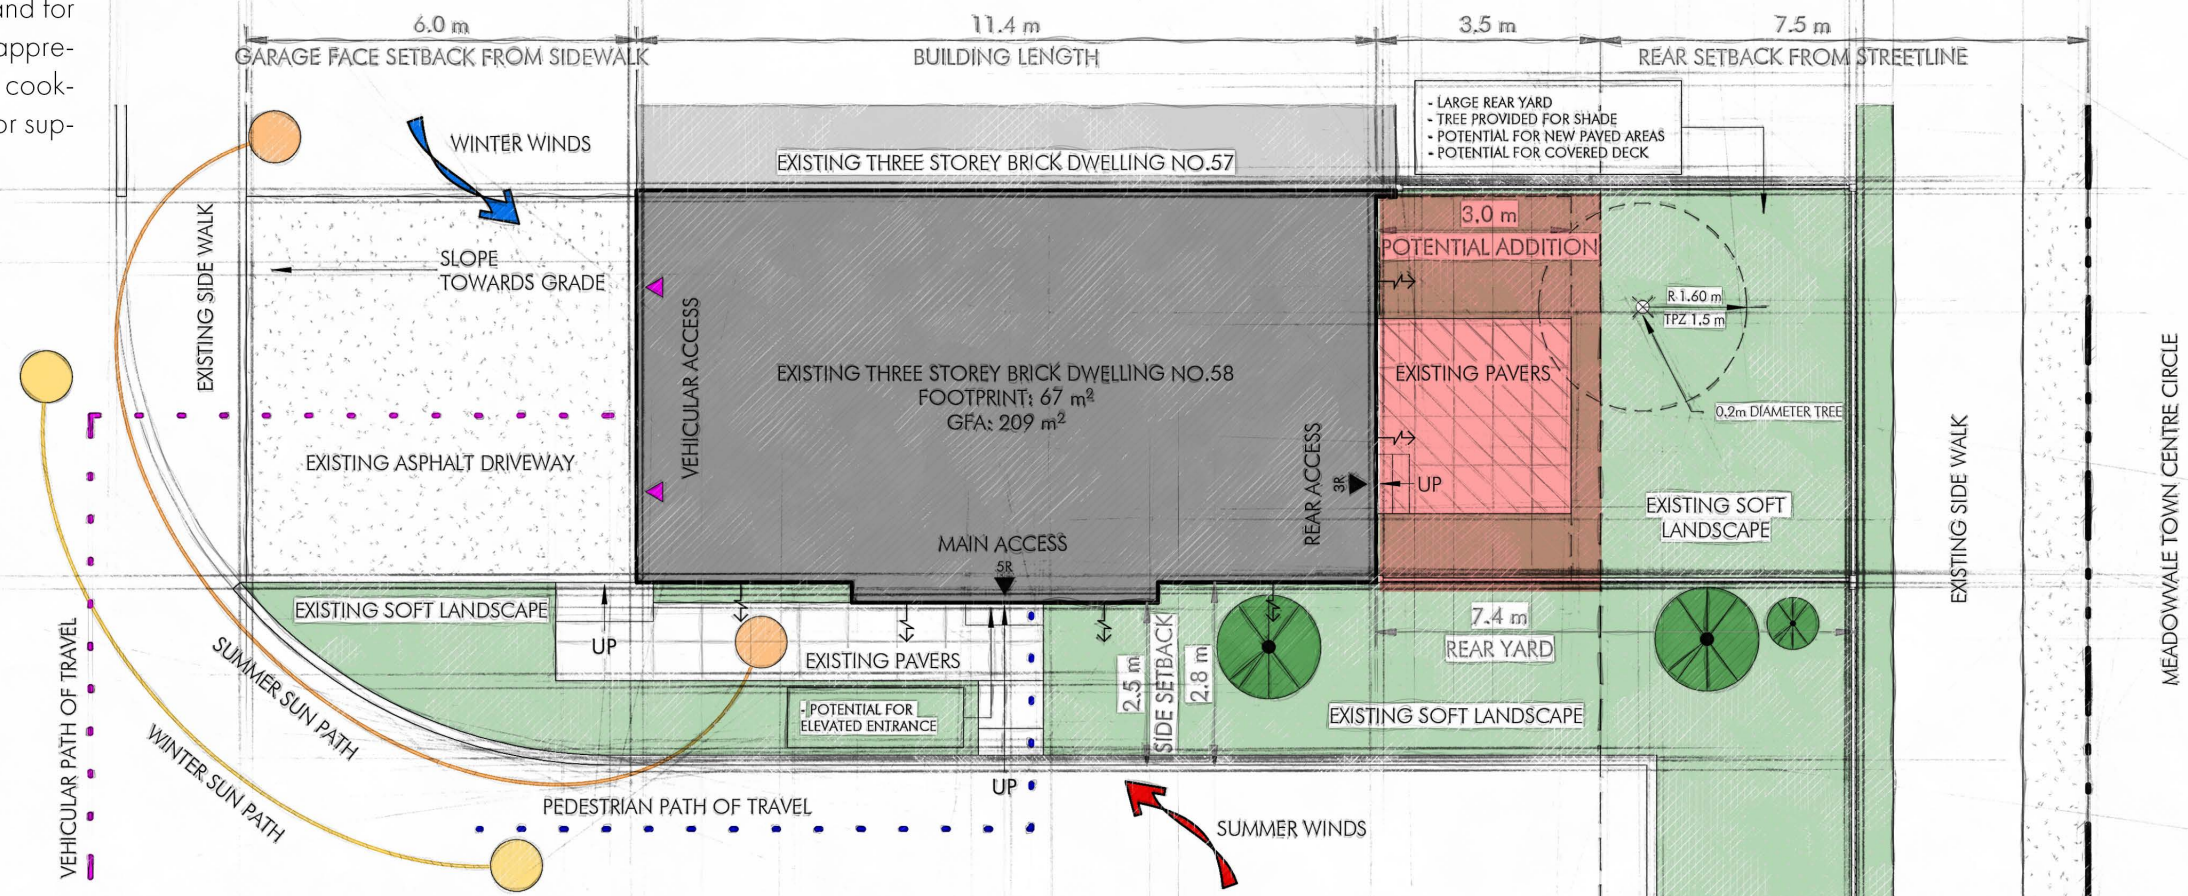 and for
appre-
cook-
or sup-
6.0 m
GARAGE FACE SETBACK FROM SIDEWALK
11.4 m
BUILDING LENGTH
3.5 m
7.5 m
REAR SETBACK FROM STREETLINE
- LARGE REAR YARD
- TREE PROVIDED FOR SHADE
- POTENTIAL FOR NEW PAVED AREAS
- POTENTIAL FOR COVERED DECK
WINTER WINDS
EXISTING THREE STOREY BRICK DWELLING NO.57
EXISTING SIDE WALK
SLOPE
TOWARDS GRADE
VEHICULAR ACCESS
3.0 m
POTENTIAL ADDITION
R 1.60 m
TPZ 1.5 m
EXISTING THREE STOREY BRICK DWELLING NO.58
FOOTPRINT: 67 m²
GFA: 209 m²
EXISTING PAVERS
0.2m DIAMETER TREE
EXISTING ASPHALT DRIVEWAY
REAR ACCESS
3R
UP
EXISTING SOFT
LANDSCAPE
EXISTING SIDE WALK
MEADOWVALE TOWN CENTRE CIRCLE
MAIN ACCESS
5R
EXISTING SOFT LANDSCAPE
UP
EXISTING PAVERS
7.4 m
REAR YARD
2.5 m
SIDE SETBACK
2.8 m
- POTENTIAL FOR
ELEVATED ENTRANCE
EXISTING SOFT LANDSCAPE
SUMMER SUN PATH
WINTER SUN PATH
VEHICULAR PATH OF TRAVEL
UP
PEDESTRIAN PATH OF TRAVEL
SUMMER WINDS